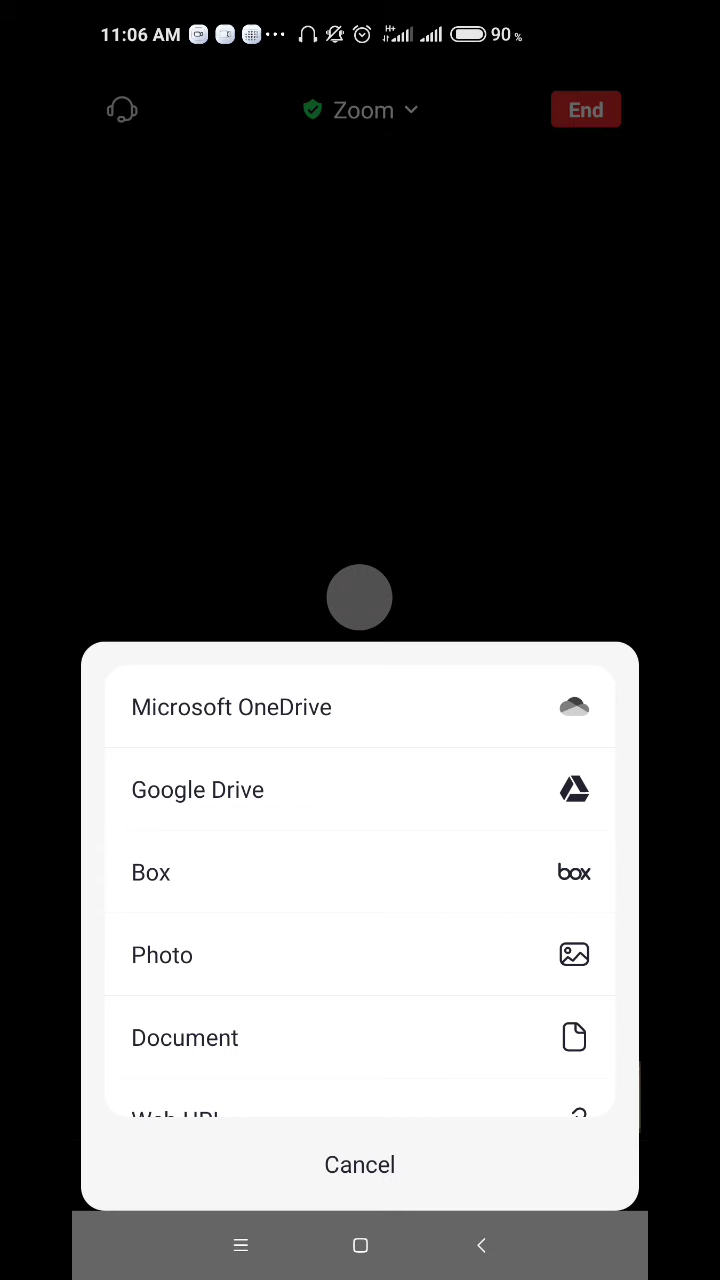 11:06 AM H+ 90 %
Zoom End
Microsoft OneDrive
Google Drive
Box box
Photo
Document
Web URL
Cancel